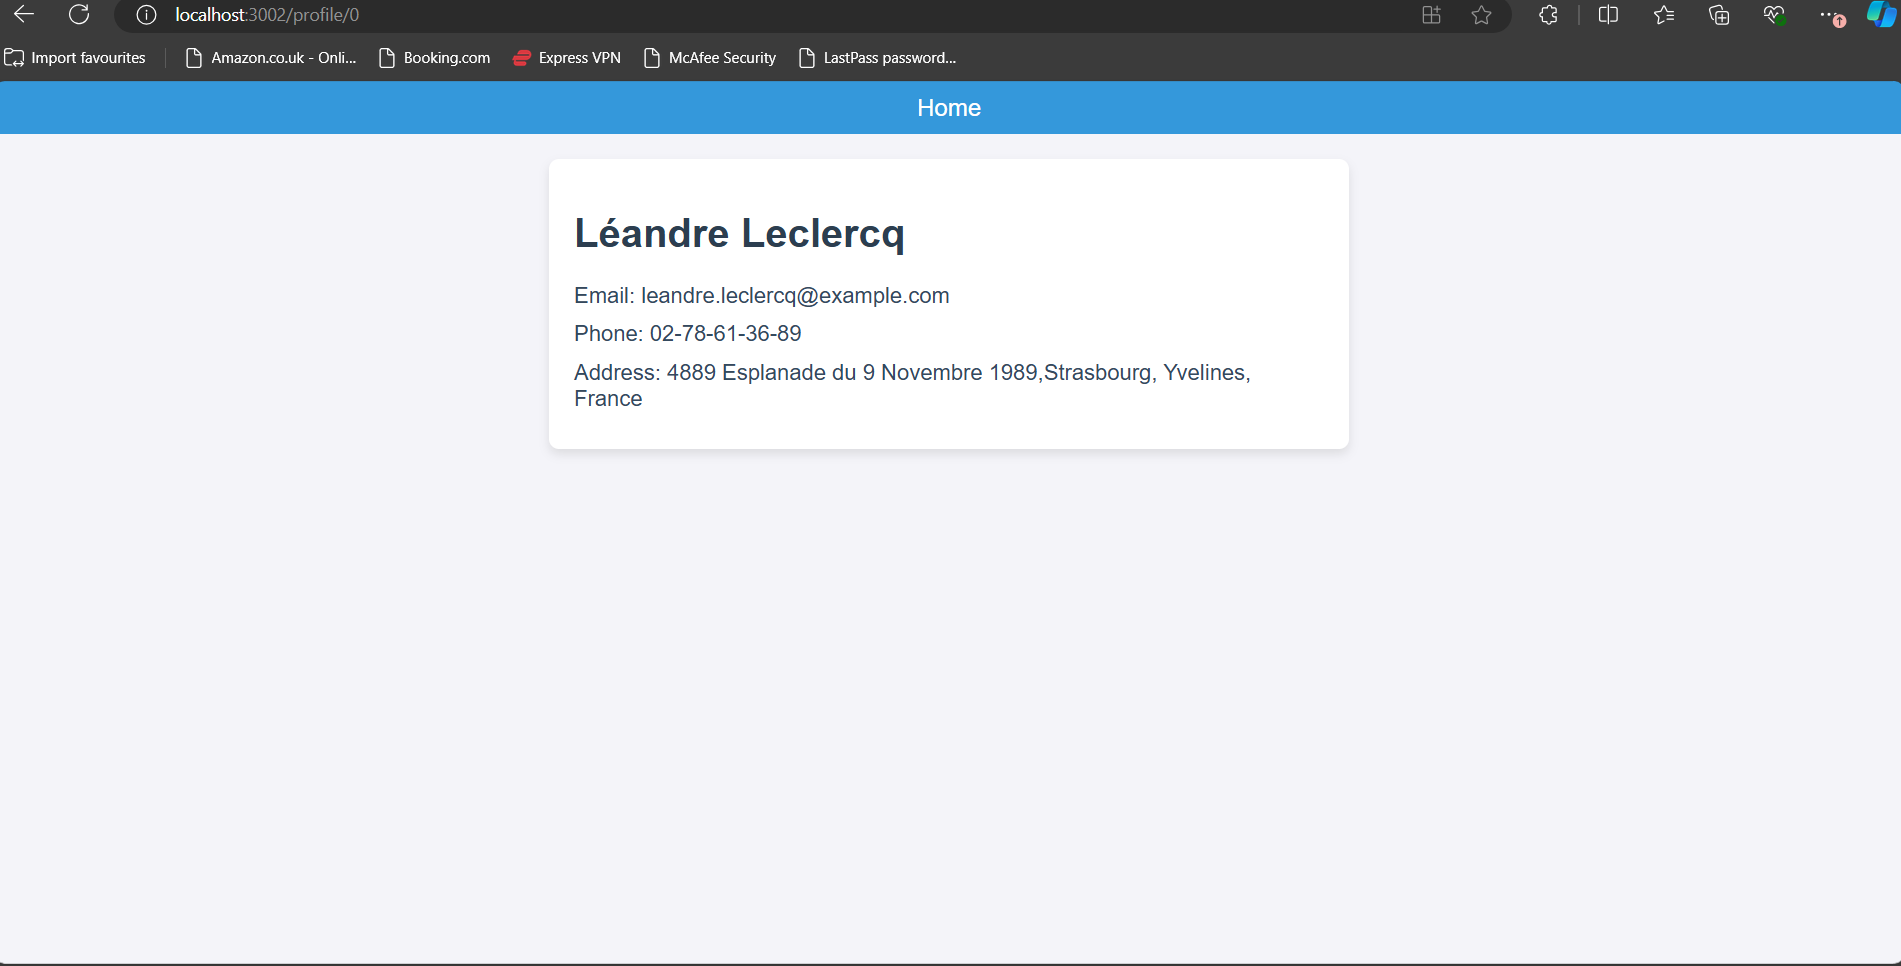 localhost:3002/profile/0
Import favourites
Amazon.co.uk - Onli...
Booking.com
Express VPN
McAfee Security
LastPass password...
Home
Léandre Leclercq
Email: leandre.leclercq@example.com
Phone: 02-78-61-36-89
Address: 4889 Esplanade du 9 Novembre 1989,Strasbourg, Yvelines,
France